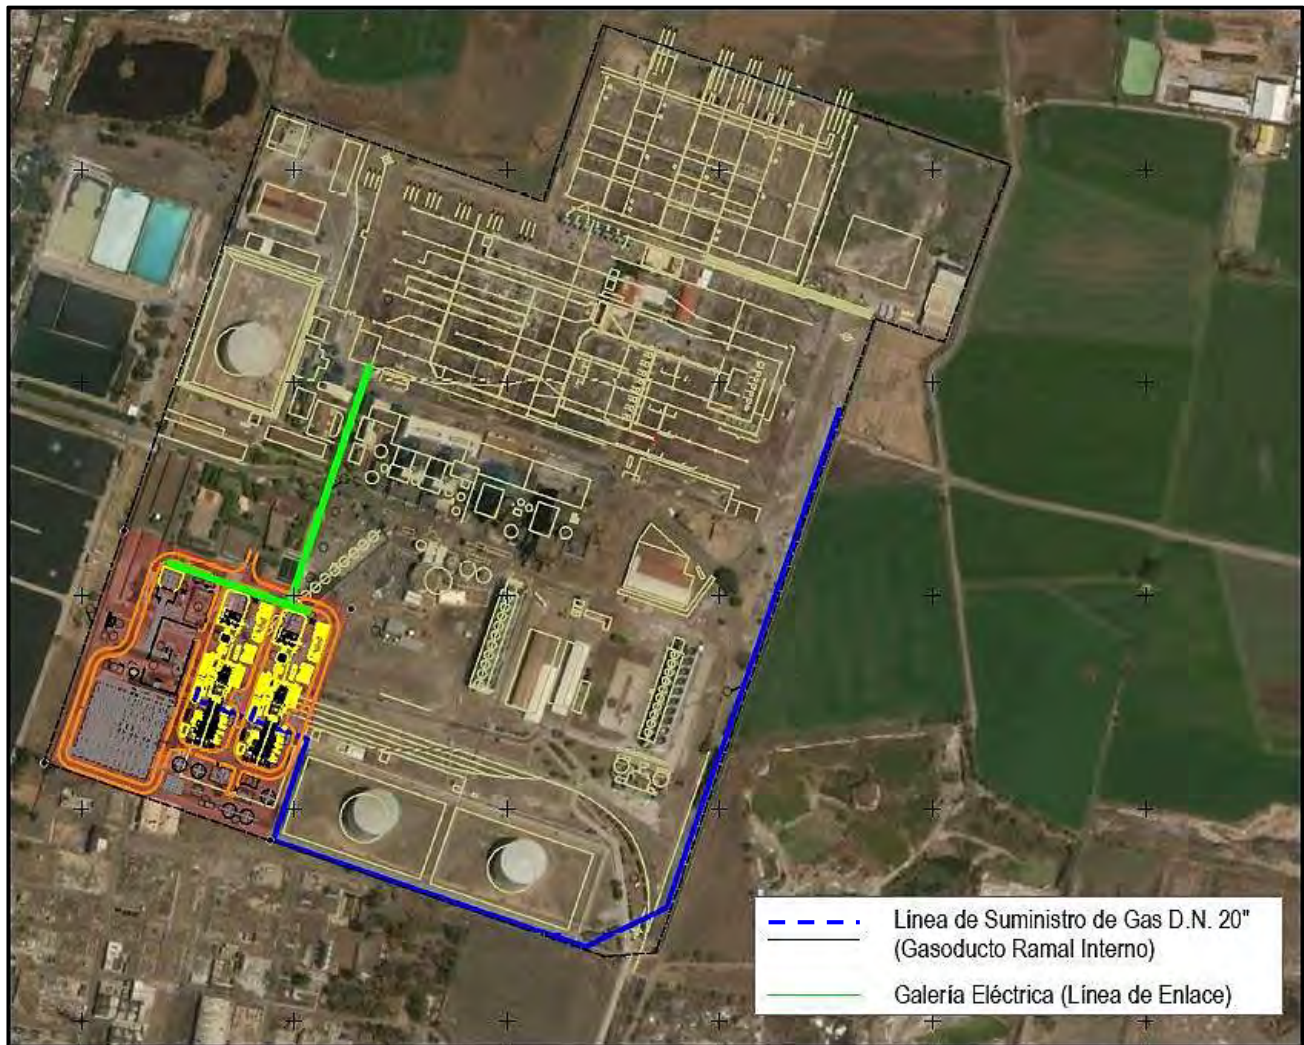 Línea de Suministro de Gas D.N. 20"
(Gasoducto Ramal Interno)
Galería Eléctrica (Línea de Enlace)